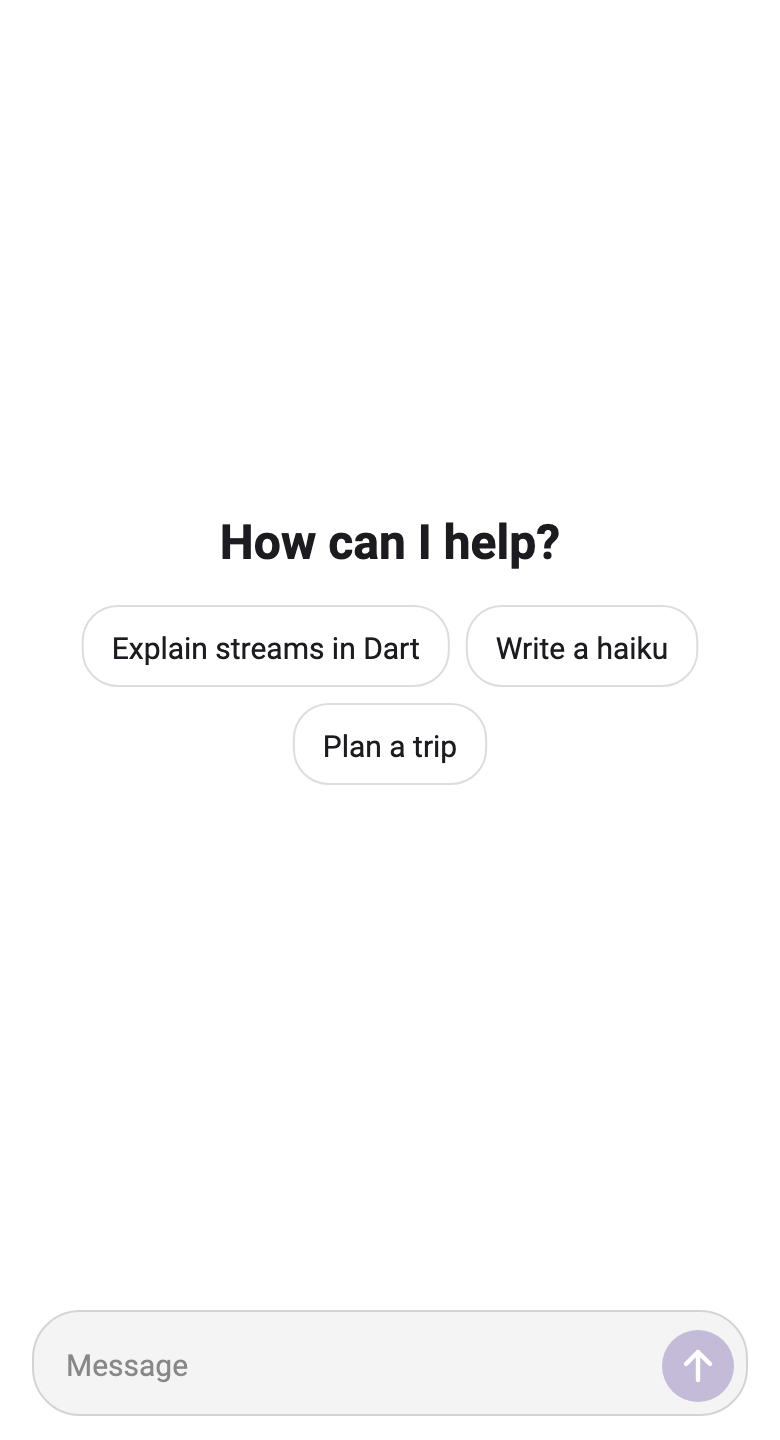 How can I help?
Explain streams in Dart
Write a haiku
Plan a trip
Message